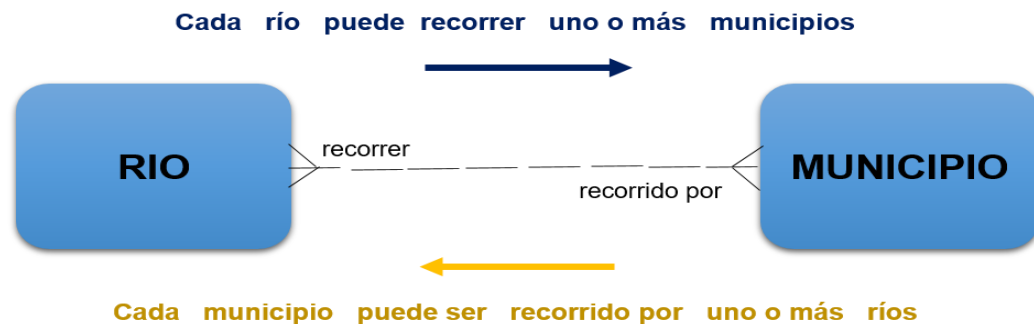 Cada río puede recorrer uno o más municipios
RIO
recorrer
recorrido por
MUNICIPIO
Cada municipio puede ser recorrido por uno o más ríos